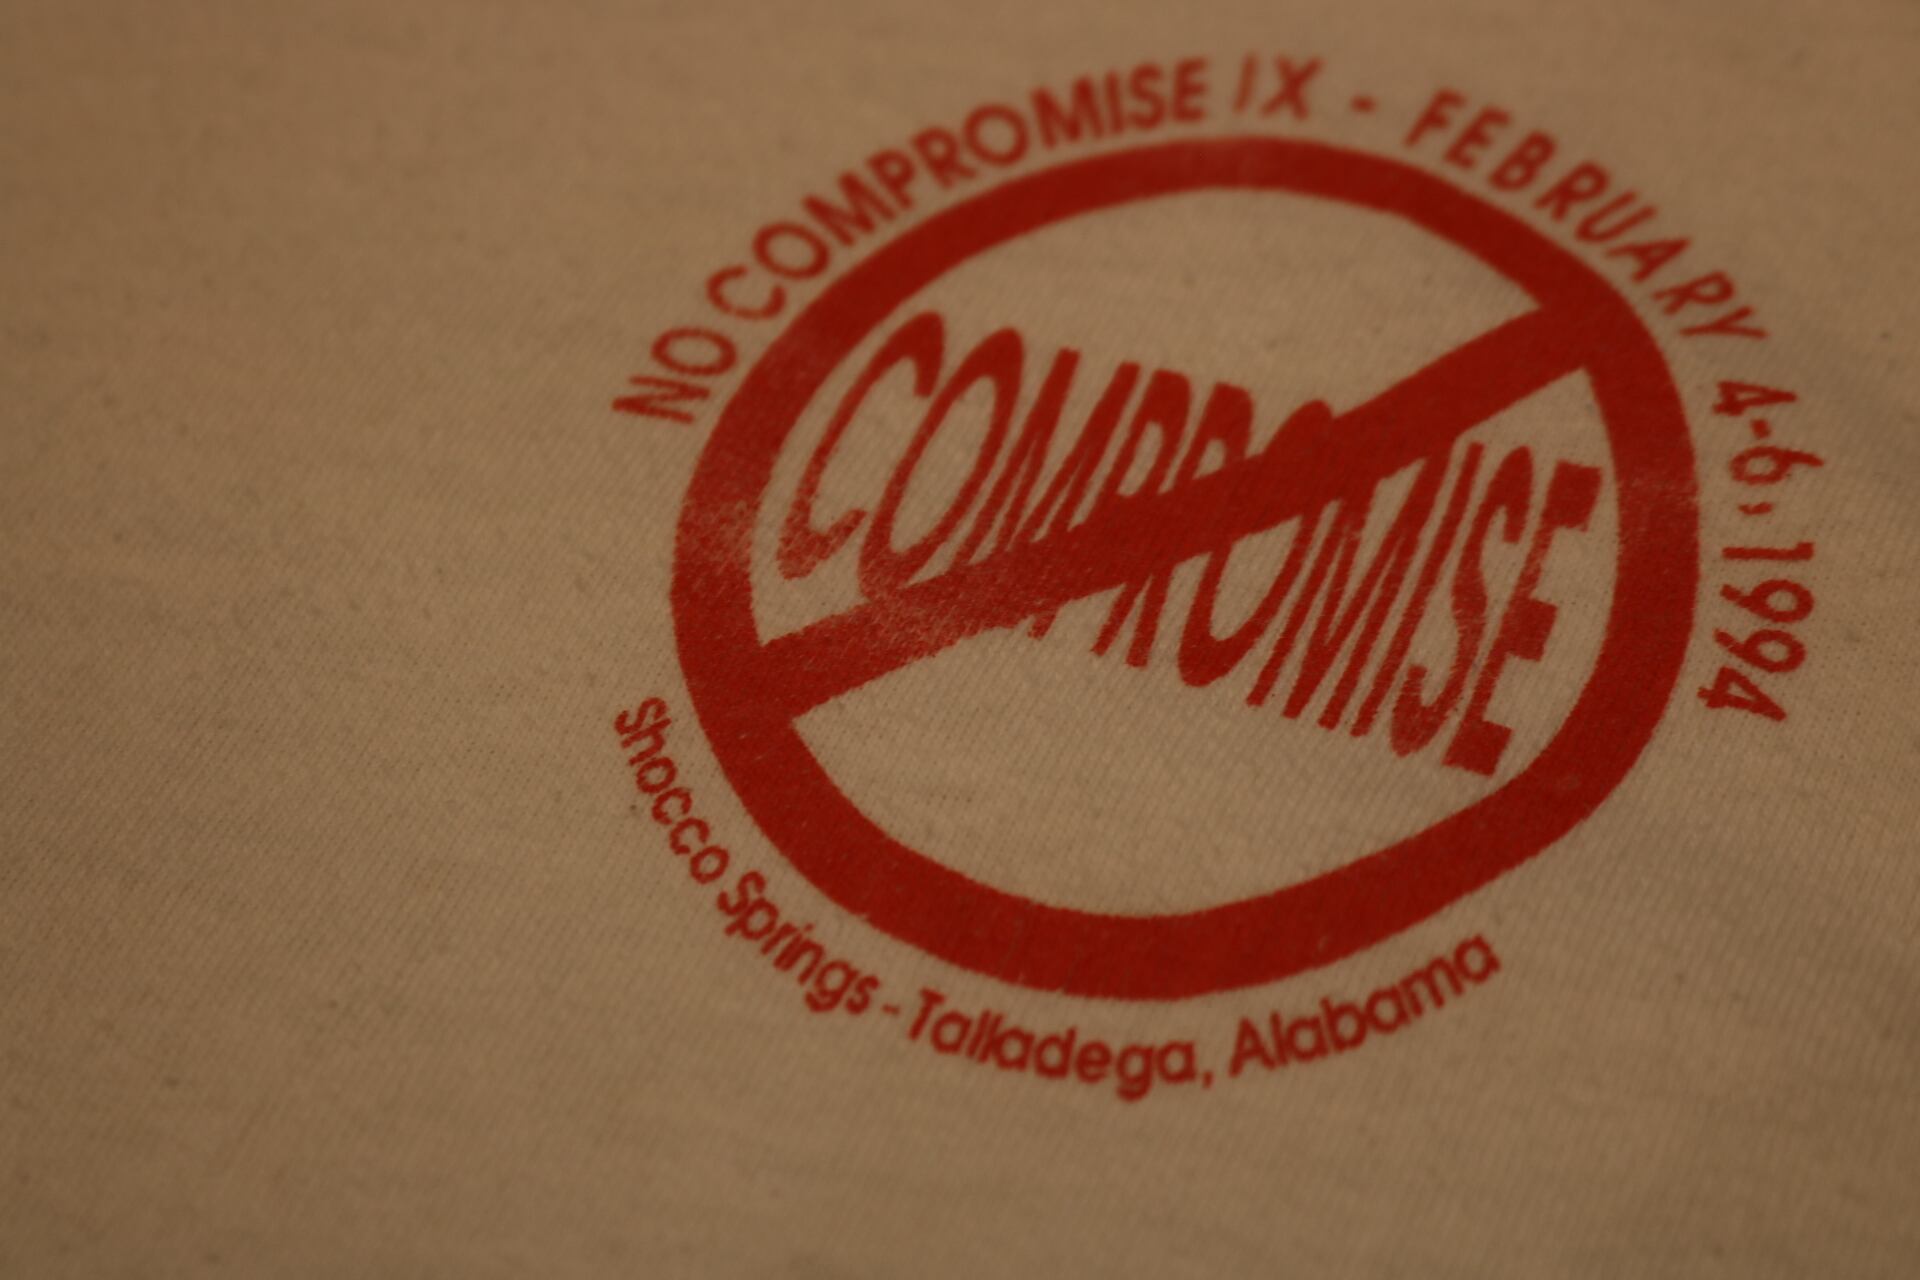 NO COMPROMISE IX - FEBRUARY 4-6, 1994
COMPROMISE
Shocco Springs - Talladega, Alabama